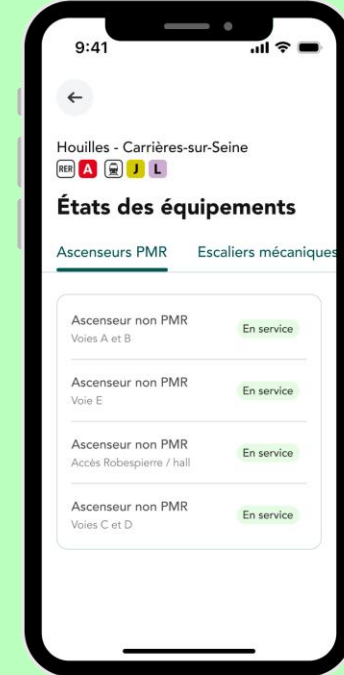 9:41
Houilles - Carrières-sur-Seine
RER A J L
États des équipements
Ascenseurs PMR Escaliers mécaniques
Ascenseur non PMR
Voies A et B
En service
Ascenseur non PMR
Voie E
En service
Ascenseur non PMR
Accès Robespierre / hall
En service
Ascenseur non PMR
Voies C et D
En service